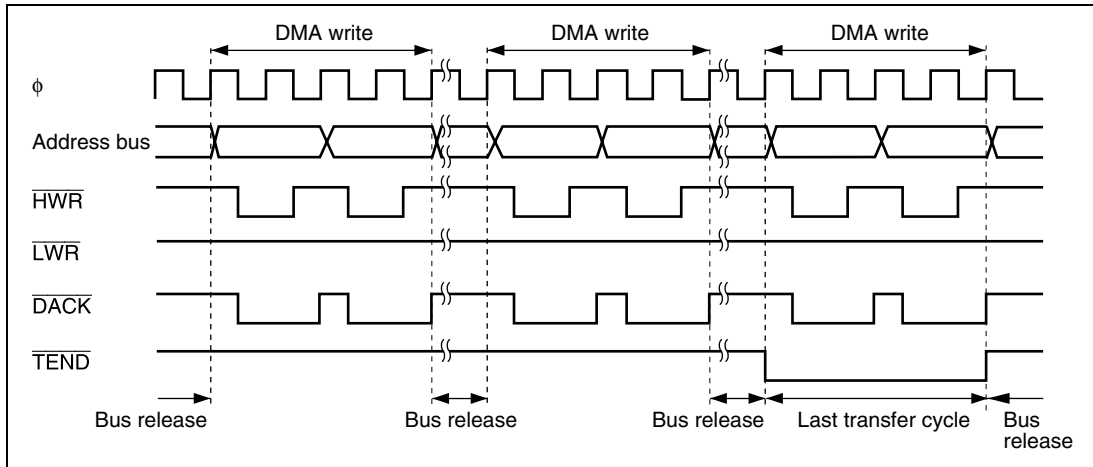 DMA write DMA write DMA write
ϕ
Address bus
HWR
LWR
DACK
TEND
Bus release Bus release Bus release Last transfer cycle Bus
release